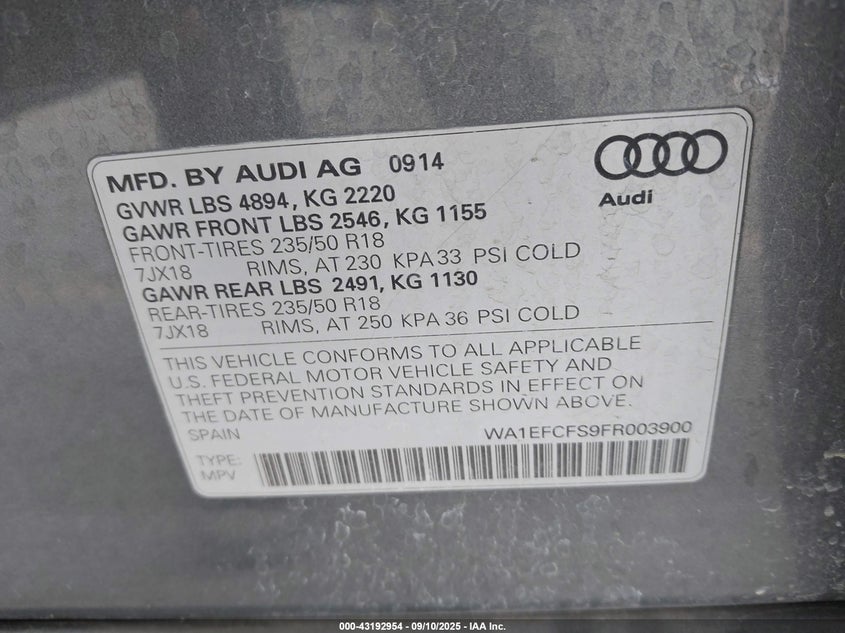 MFD. BY AUDI AG 0914
Audi
GVWR LBS 4894, KG 2220
GAWR FRONT LBS 2546, KG 1155
FRONT-TIRES 235/50 R18
7JX18 RIMS, AT 230 KPA 33 PSI COLD
GAWR REAR LBS 2491, KG 1130
REAR-TIRES 235/50 R18
7JX18 RIMS, AT 250 KPA 36 PSI COLD
THIS VEHICLE CONFORMS TO ALL APPLICABLE
U.S. FEDERAL MOTOR VEHICLE SAFETY AND
THEFT PREVENTION STANDARDS IN EFFECT ON
THE DATE OF MANUFACTURE SHOWN ABOVE.
SPAIN WA1EFCFS9FR003900
TYPE:
MPV
000-43192954 - 09/10/2025 - IAA Inc.